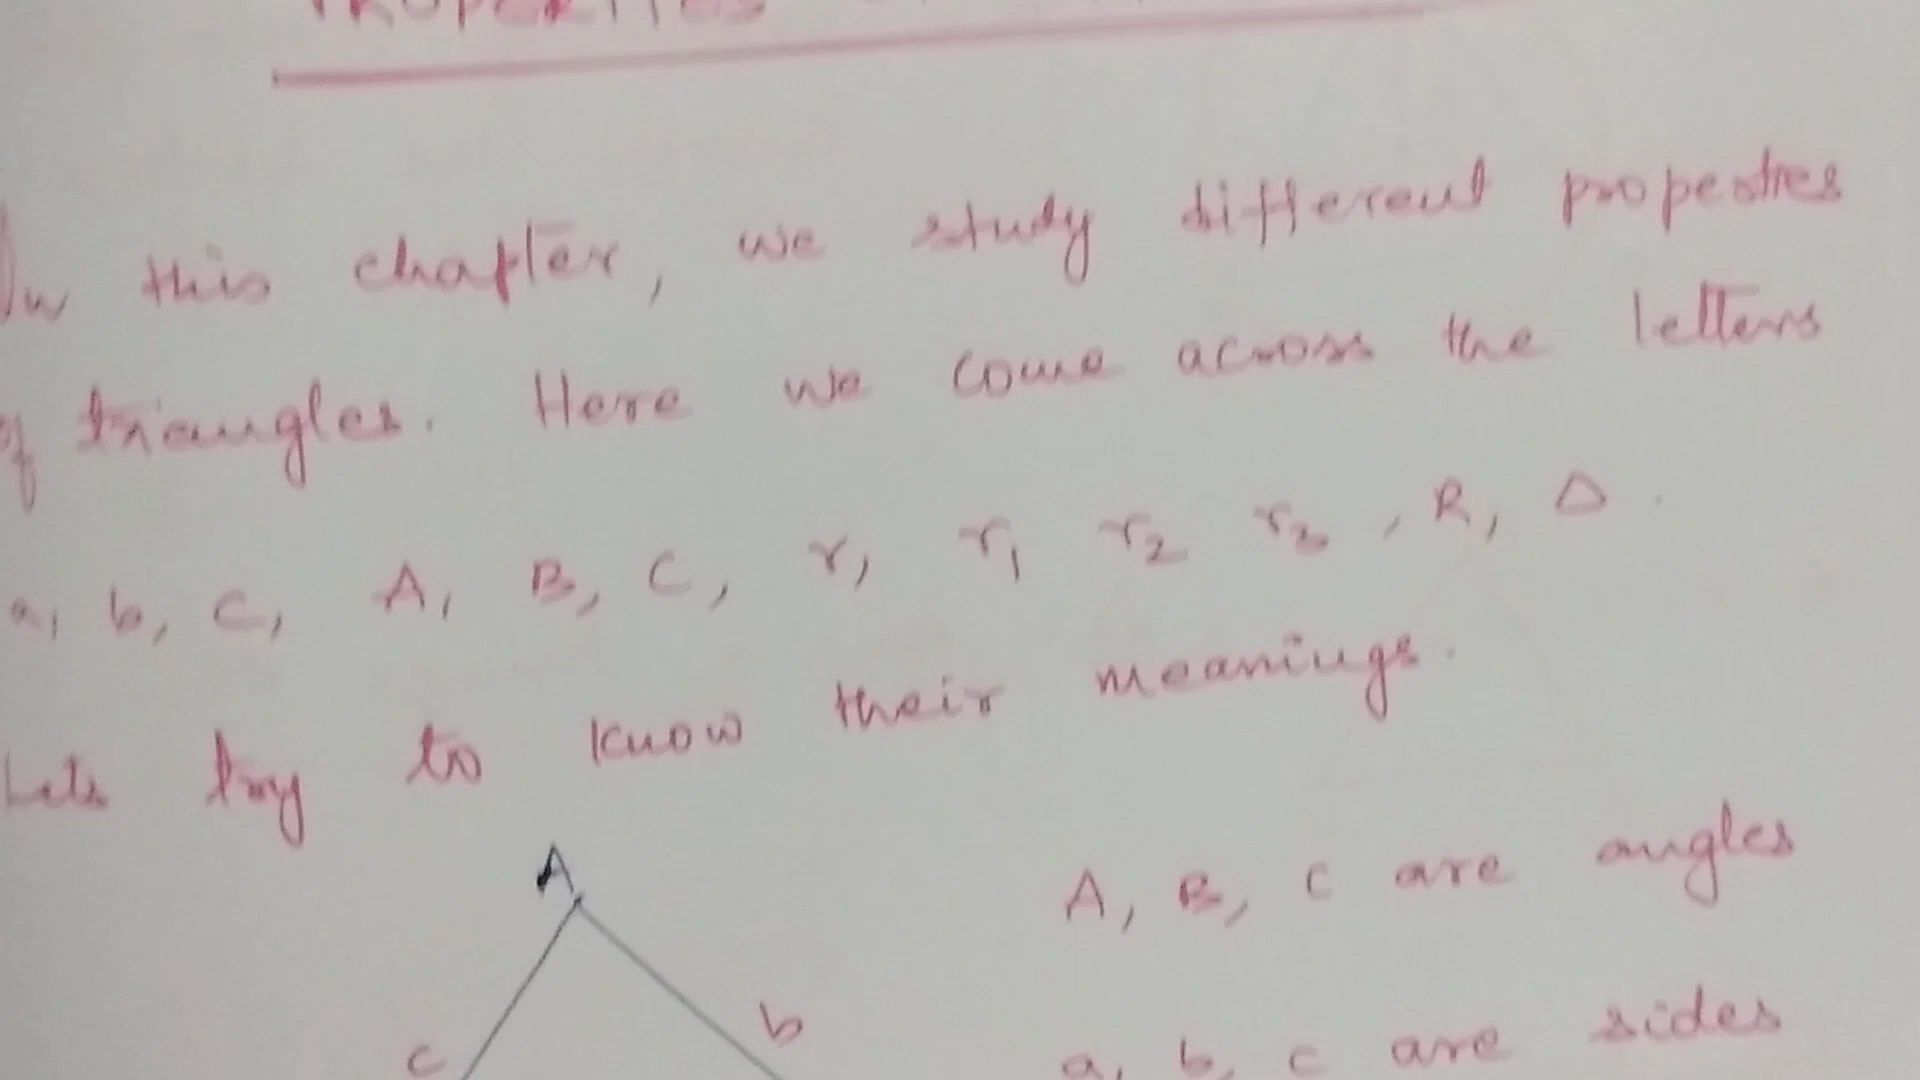 PROPERTIES
In this chapter, we study different properties
of triangles. Here we come across the letters
a, b, c, A, B, C, r, r1 r2 r3, R, Δ.
Lets try to know their meanings.
A
A, B, C are angles
c b
a, b, c are sides